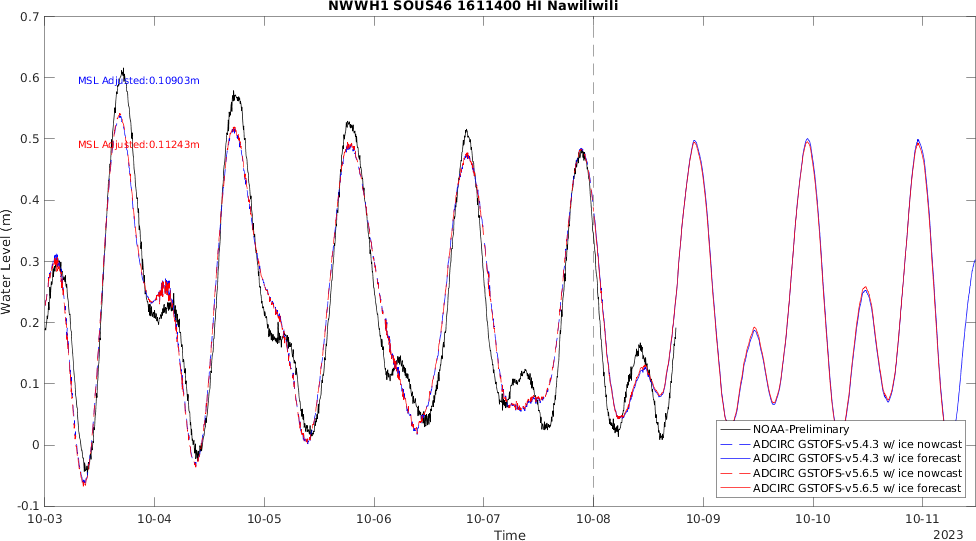 NWWH1 SOUS46 1611400 HI Nawiliwili
0.7
0.6
0.5
0.4
0.3
0.2
0.1
0
-0.1
Water Level (m)
MSL Adjusted:0.10903m
MSL Adjusted:0.11243m
NOAA-Preliminary
ADCIRC GSTOFS-v5.4.3 w/ ice nowcast
ADCIRC GSTOFS-v5.4.3 w/ ice forecast
ADCIRC GSTOFS-v5.6.5 w/ ice nowcast
ADCIRC GSTOFS-v5.6.5 w/ ice forecast
10-03 10-04 10-05 10-06 10-07 10-08 10-09 10-10 10-11
Time
2023